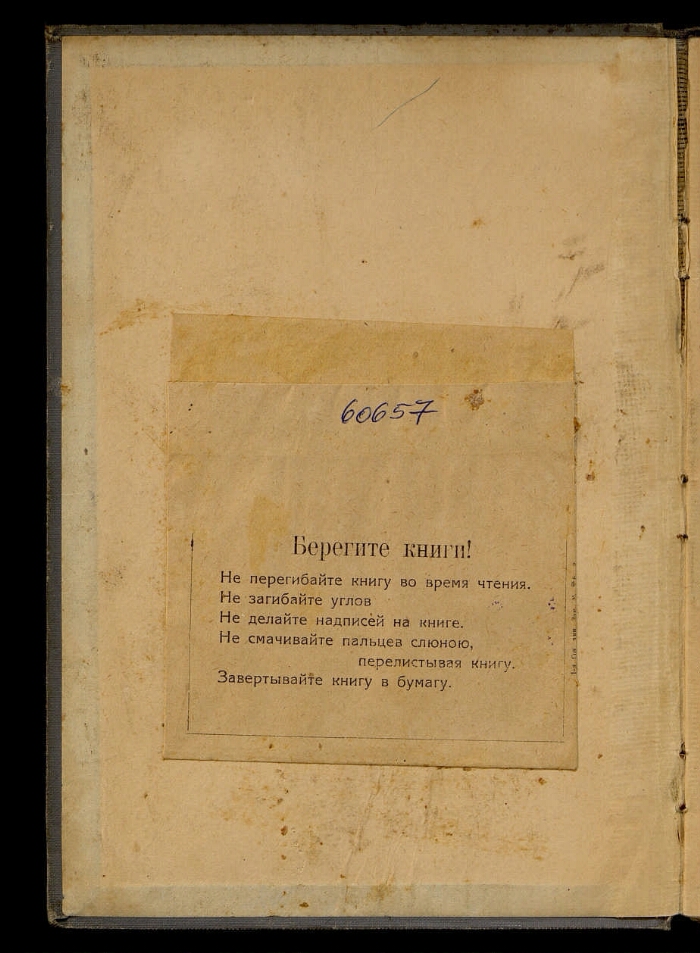 60657
Берегите книги!
Не перегибайте книгу во время чтения.
Не загибайте углов
Не делайте надписей на книге.
Не смачивайте пальцев слюною,
перелистывая книгу.
Завертывайте книгу в бумагу.